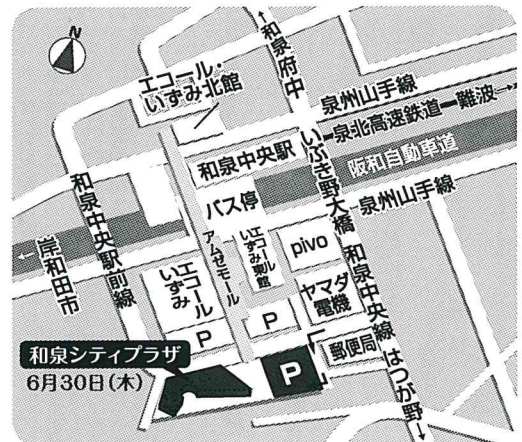 N
←和泉府中
エコール・
いずみ北館
泉州山手線
泉北高速鉄道
難波→
和泉中央駅
いぶき野大橋
阪和自動車道
バス停
泉州山手線
和泉中央駅前線
←岸和田市
アムゼモール
エコール
いずみ東館
pivo
エコール
いずみ
和泉中央線
ヤマダ
電機
P
P
郵便局
はつが野→
P
和泉シティプラザ
6月30日(木)